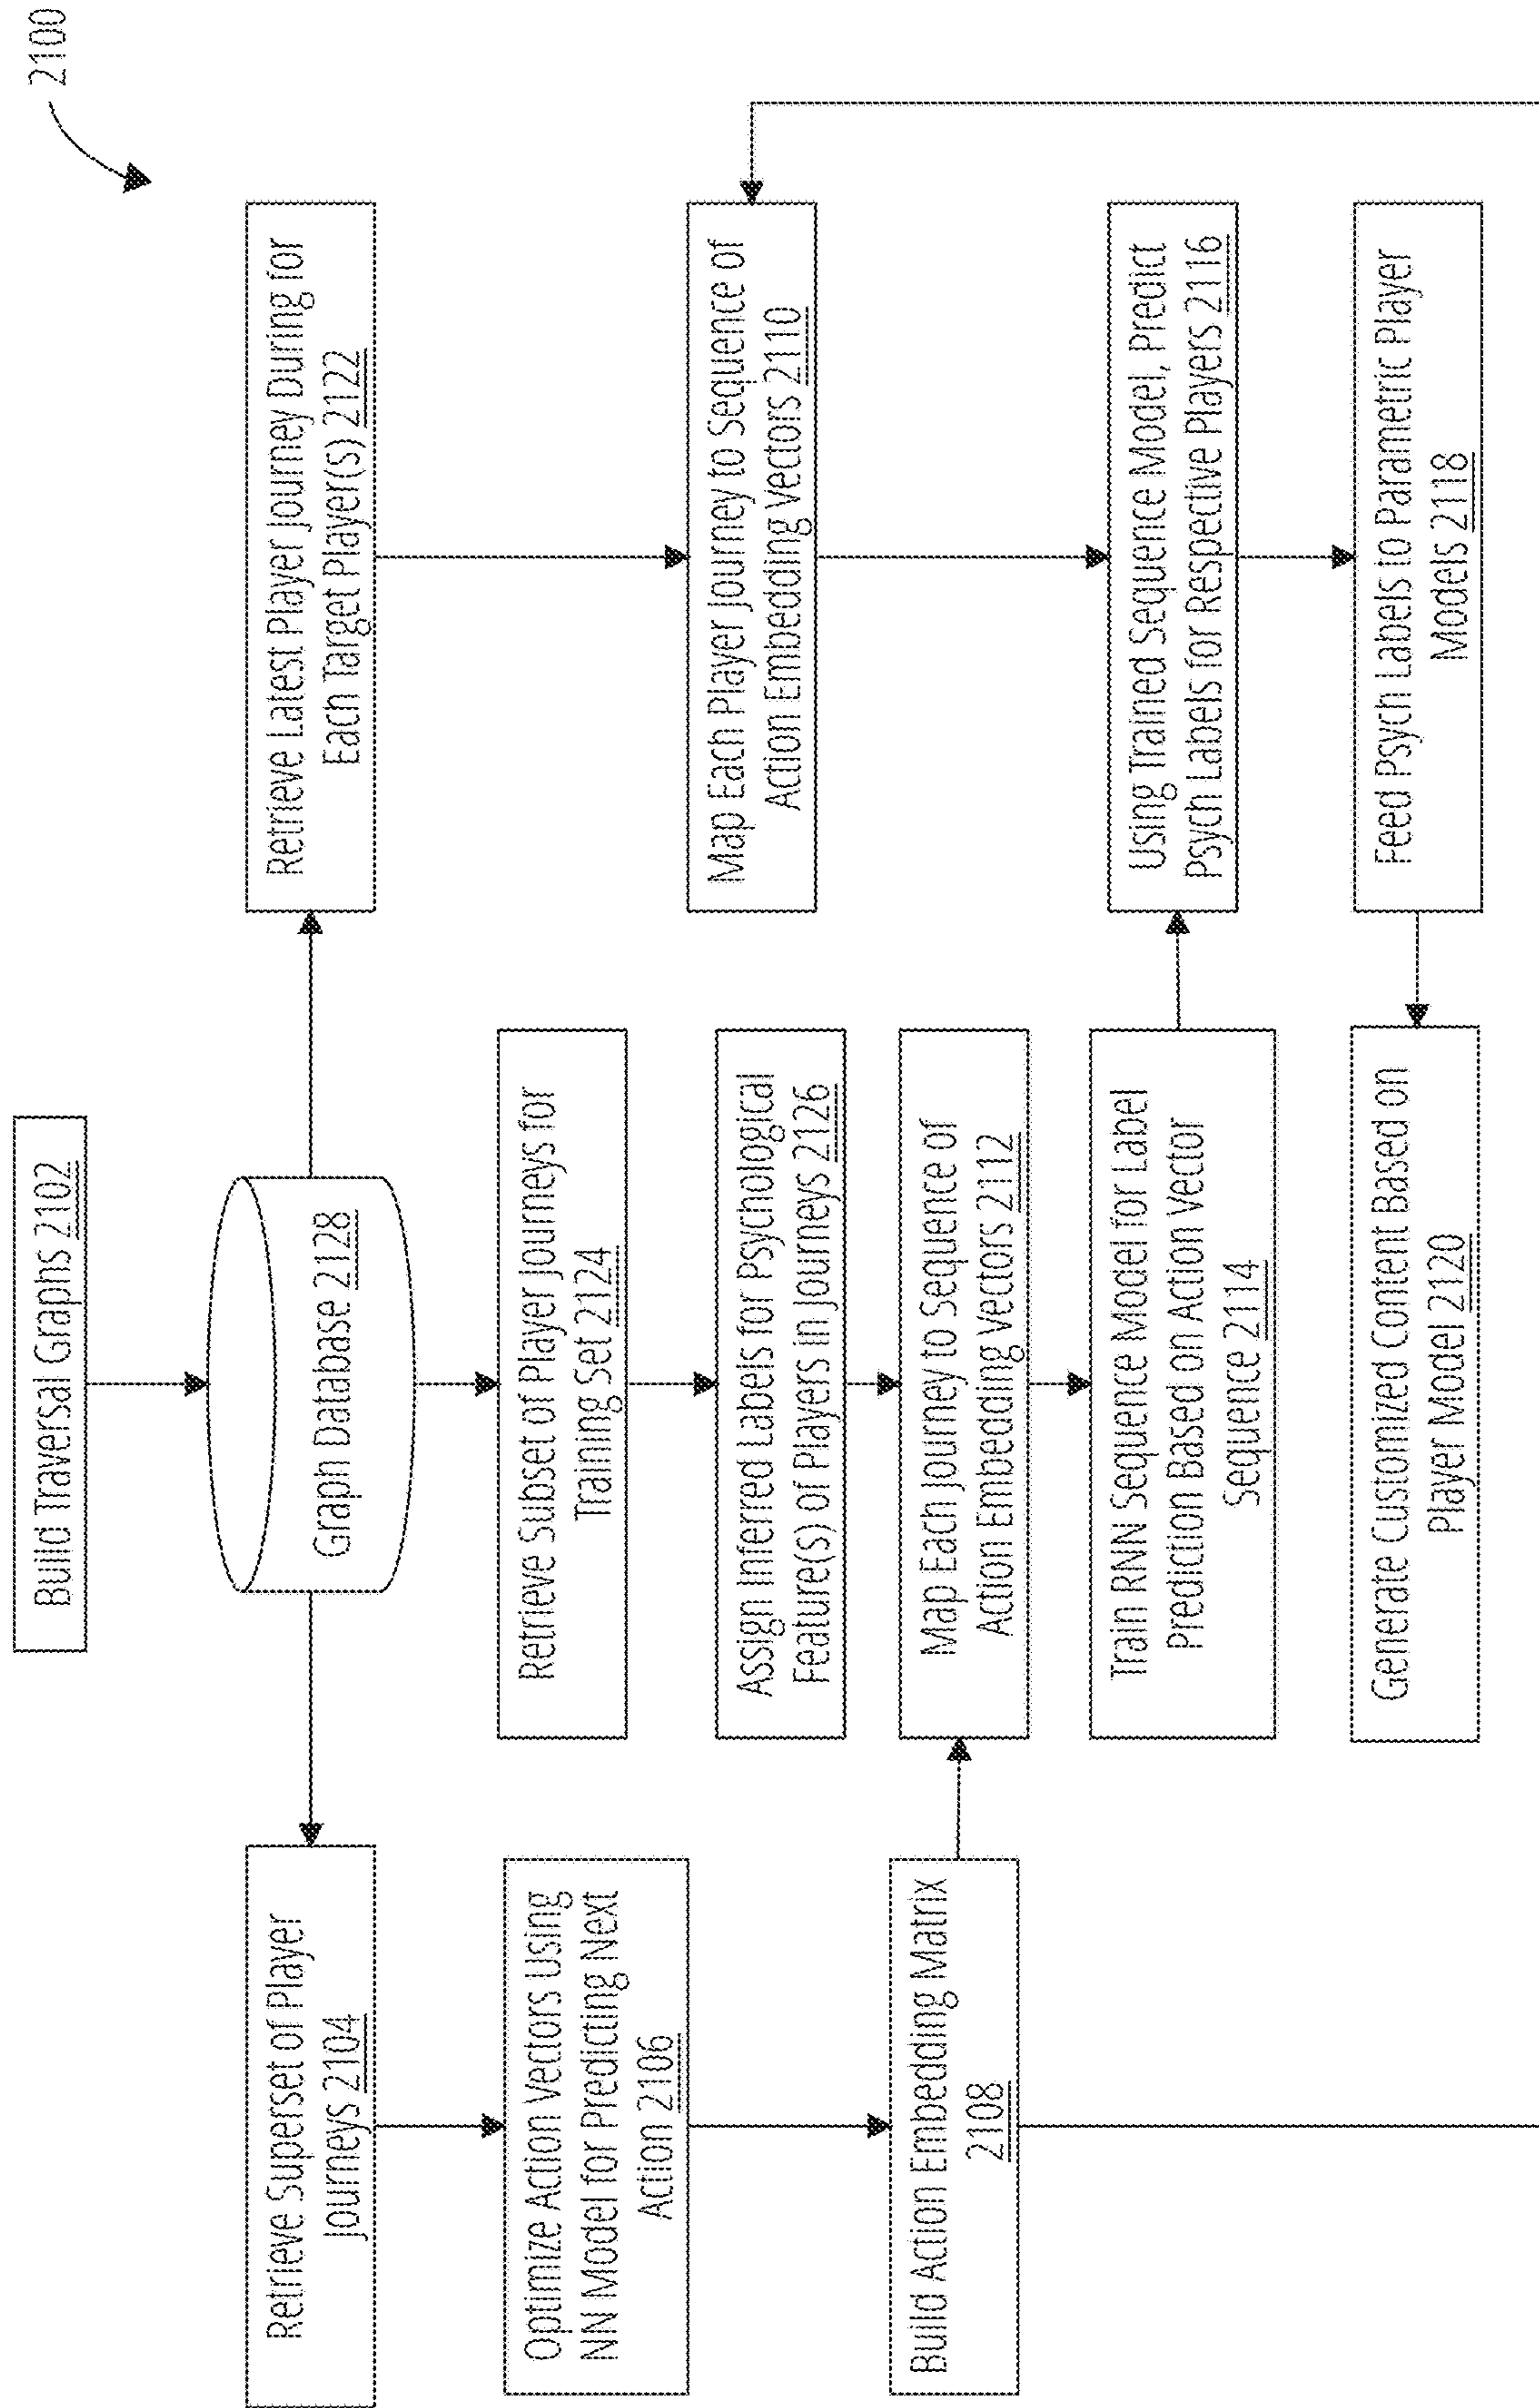 2100
Build Traversal Graphs 2102
Graph Database 2128
Retrieve Superset of Player
Journeys 2104
Optimize Action Vectors Using
NN Model for Predicting Next
Action 2106
Build Action Embedding Matrix
2108
Retrieve Subset of Player Journeys for
Training Set 2124
Assign Inferred Labels for Psychological
Feature(s) of Players in Journeys 2126
Map Each Journey to Sequence of
Action Embedding Vectors 2112
Train RNN Sequence Model for Label
Prediction Based on Action Vector
Sequence 2114
Generate Customized Content Based on
Player Model 2120
Retrieve Latest Player Journey During for
Each Target Player(s) 2122
Map Each Player Journey to Sequence of
Action Embedding Vectors 2110
Using Trained Sequence Model, Predict
Psych Labels for Respective Players 2116
Feed Psych Labels to Parametric Player
Models 2118